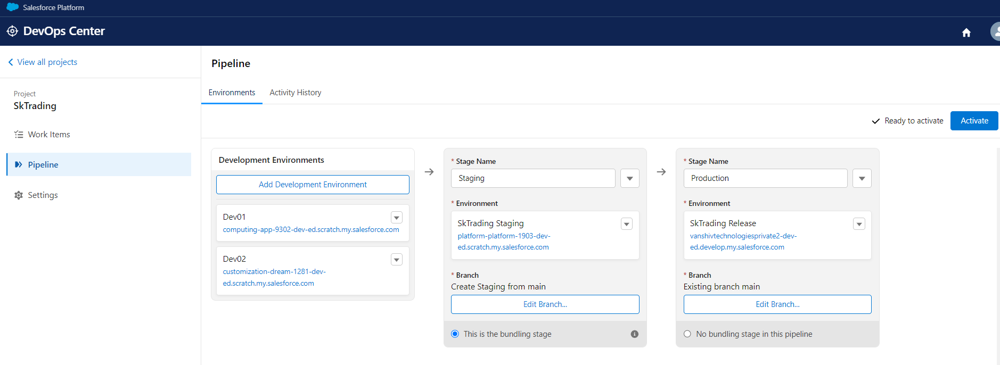 Salesforce Platform
DevOps Center
View all projects
Project
SkTrading
Work Items
Pipeline
Settings
Pipeline
Environments
Activity History
Ready to activate
Activate
Development Environments
Add Development Environment
Dev01
computing-app-9302-dev-ed.scratch.my.salesforce.com
Dev02
customization-dream-1281-dev-
ed.scratch.my.salesforce.com
* Stage Name
Staging
* Environment
SkTrading Staging
platform-platform-1903-dev-
ed.scratch.my.salesforce.com
* Branch
Create Staging from main
Edit Branch...
This is the bundling stage
* Stage Name
Production
* Environment
SkTrading Release
vanshivtechnologiesprivate2-dev-
ed.develop.my.salesforce.com
* Branch
Existing branch main
Edit Branch...
No bundling stage in this pipeline